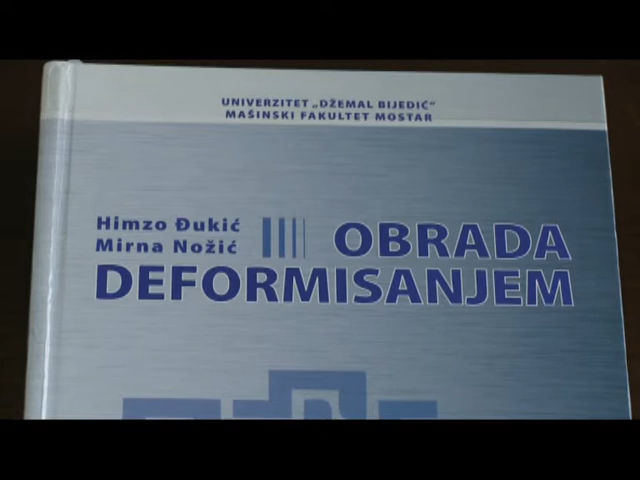 UNIVERZITET „DŽEMAL BIJEDIĆ“
MAŠINSKI FAKULTET MOSTAR
Himzo Đukić
Mirna Nožić
OBRADA
DEFORMISANJEM